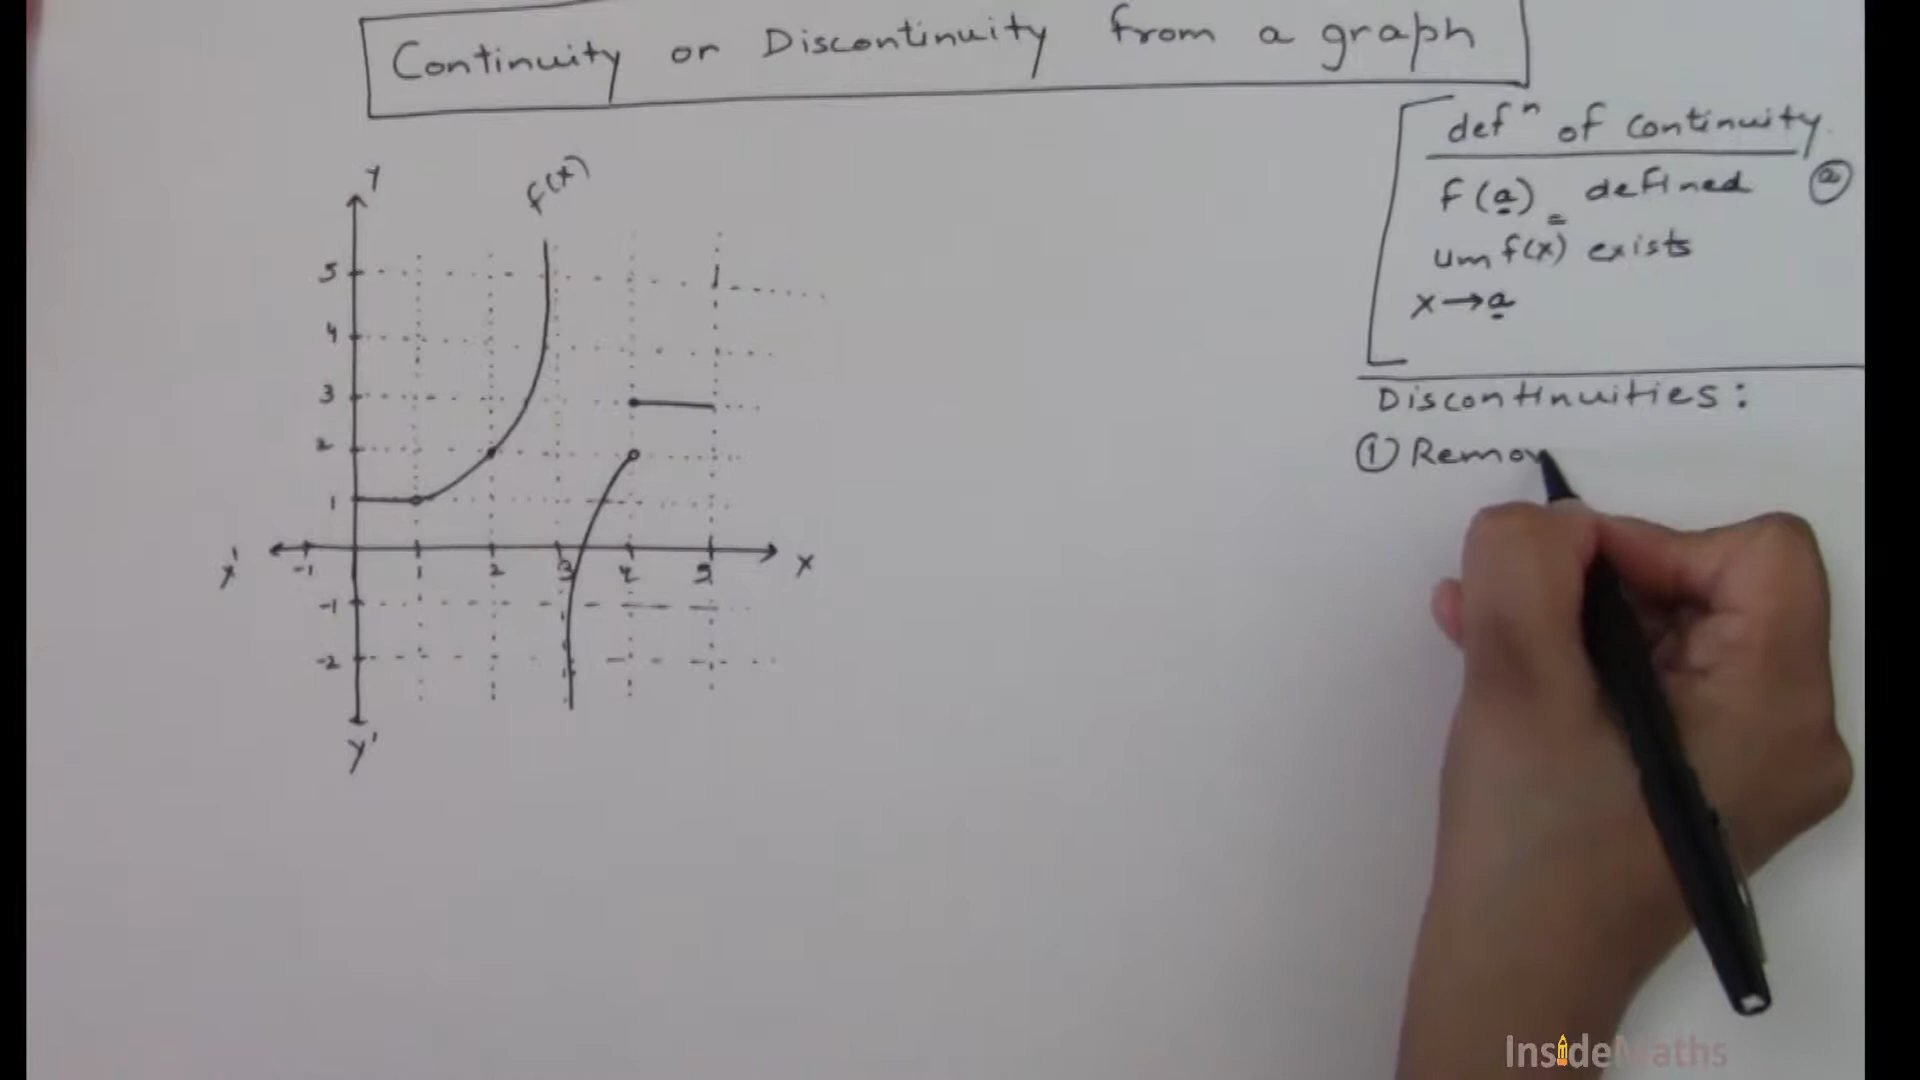 Continuity or Discontinuity from a graph
defⁿ of continuity
f(a) = defined ⓐ
lim f(x) exists
x→a
Discontinuities:
① Remov
f(x)
Y
5
4
3
2
1
X' -1 1 2 3 4 5 X
-1
-2
Y'
InsideMaths